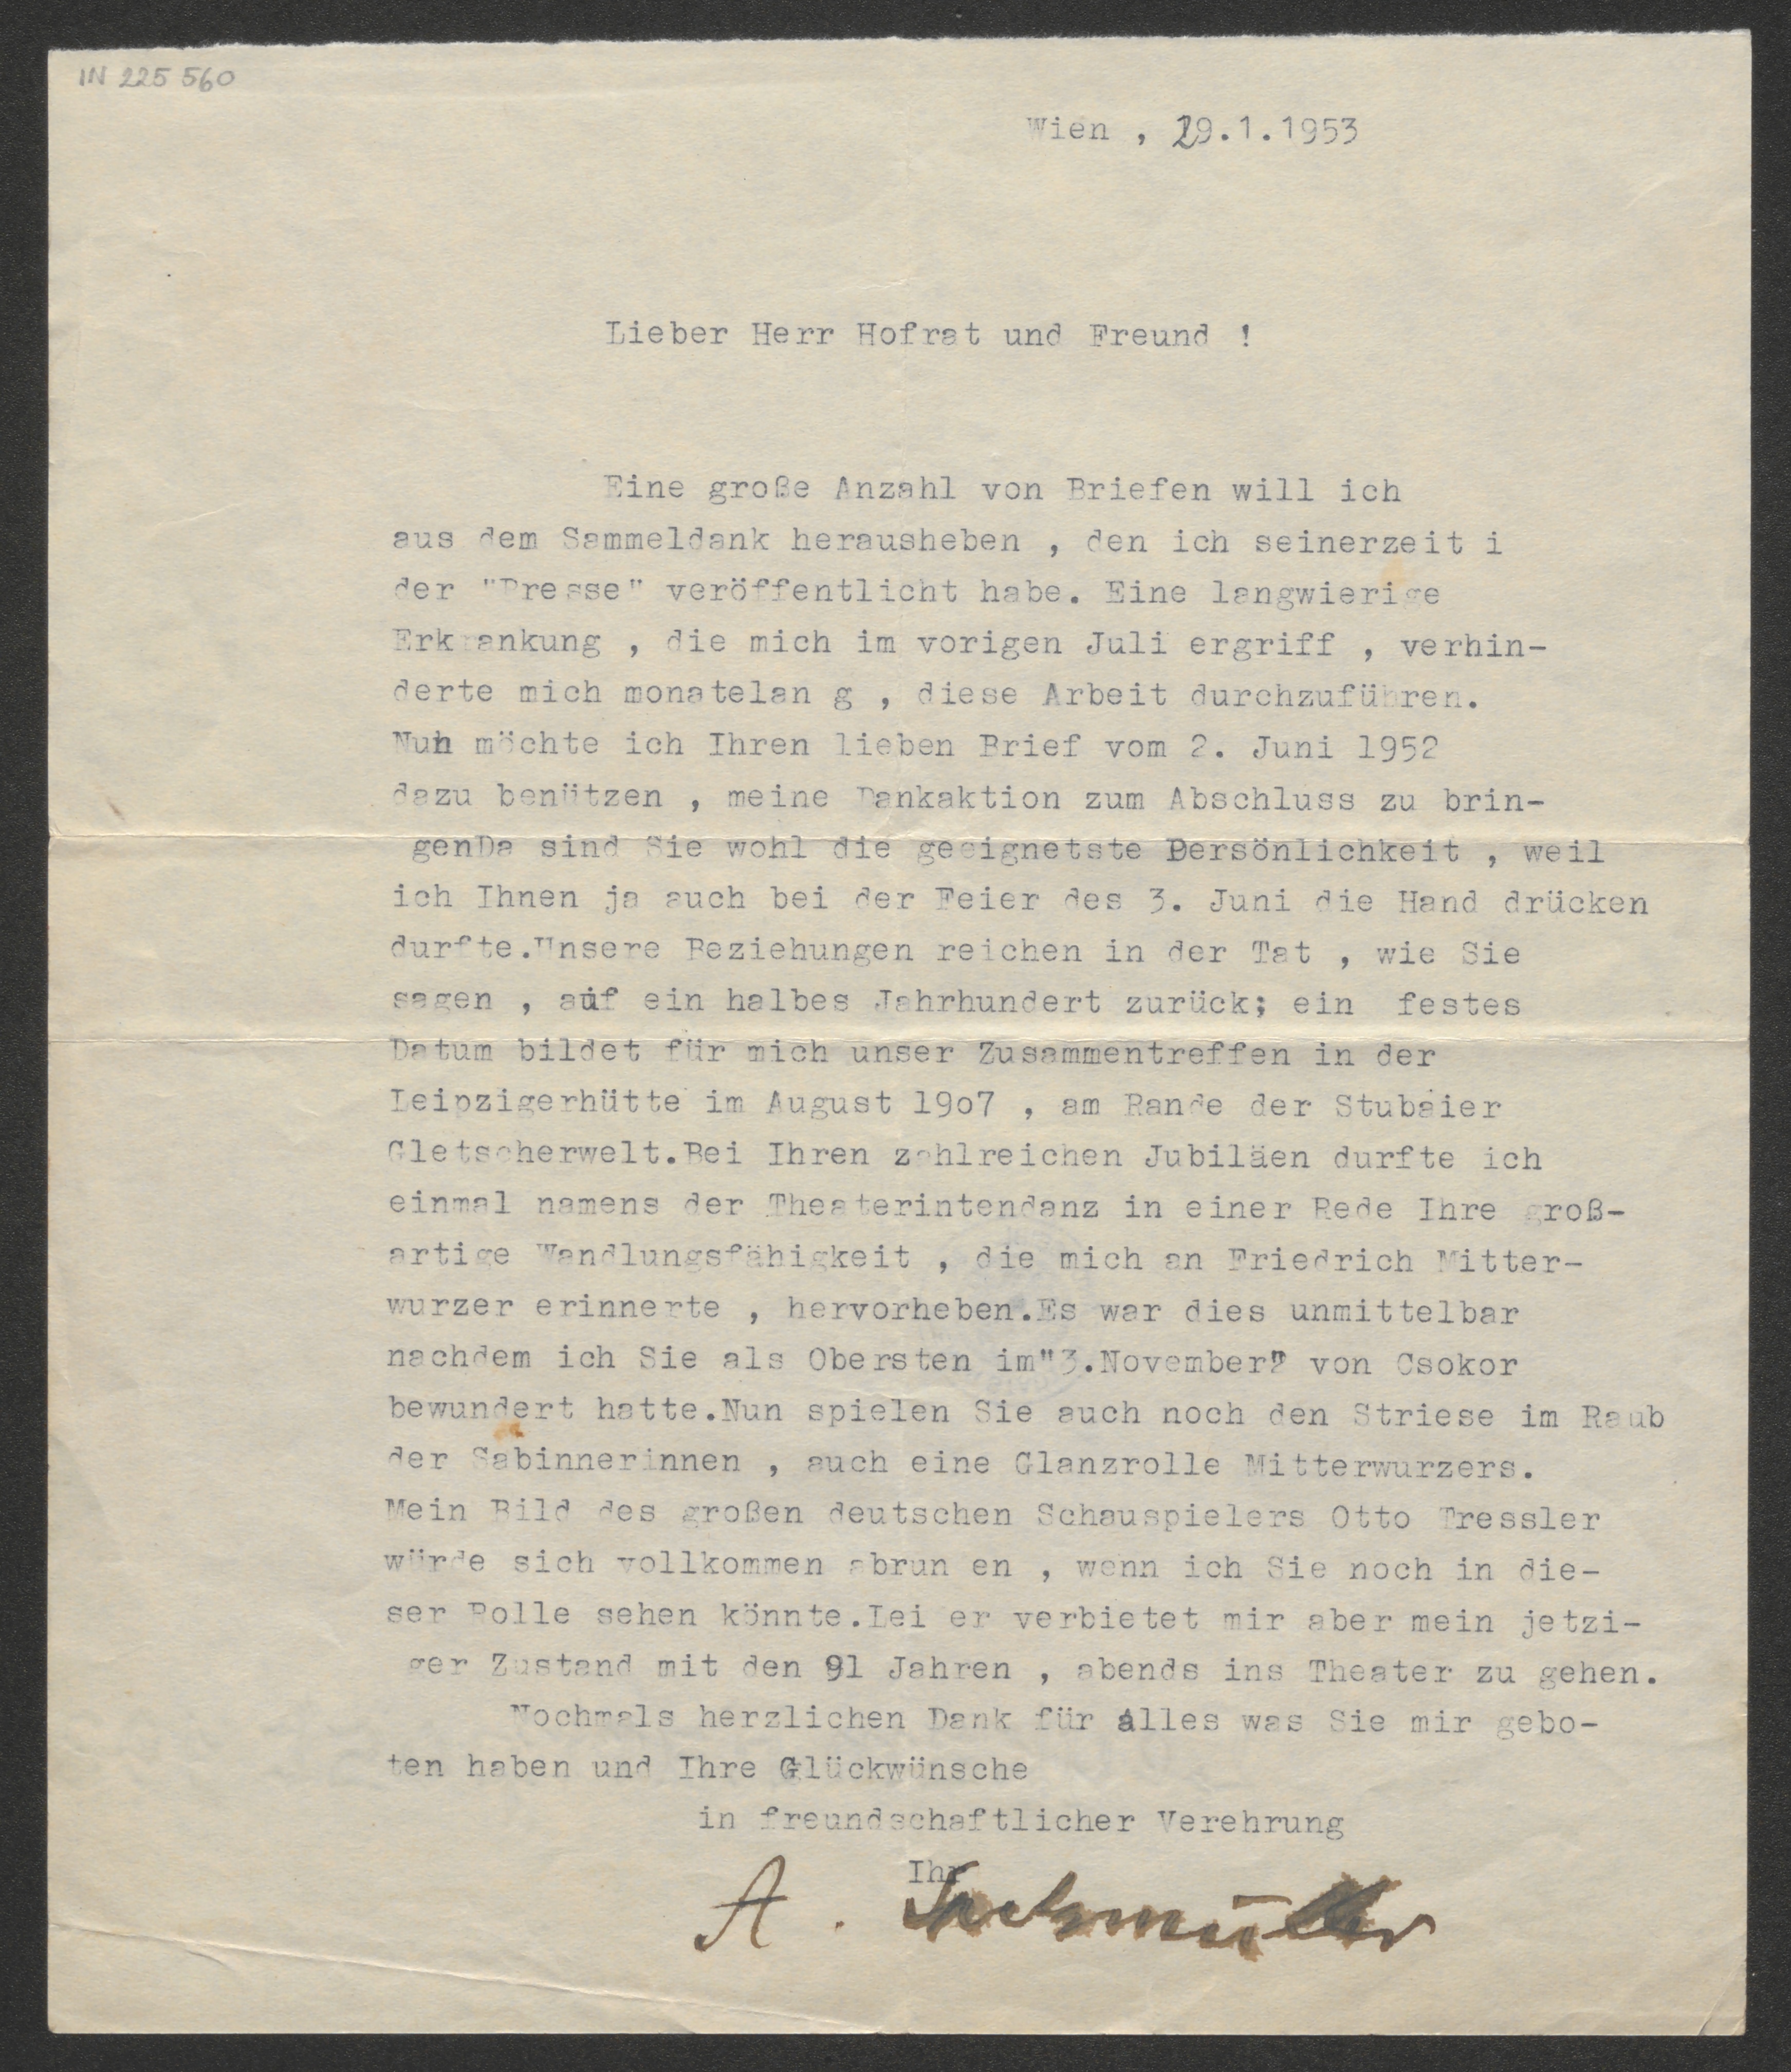 IN 225 560
Wien , 29.1.1953
Lieber Herr Hofrat und Freund !
Eine große Anzahl von Briefen will ich
aus dem Sammeldank herausheben , den ich seinerzeit i
der "Presse" veröffentlicht habe. Eine langwierige
Erkrankung , die mich im vorigen Juli ergriff , verhin-
derte mich monatelan g , diese Arbeit durchzuführen.
Nun möchte ich Ihren lieben Brief vom 2. Juni 1952
dazu benützen , meine Dankaktion zum Abschluss zu brin-
genDa sind Sie wohl die geeignetste Persönlichkeit , weil
ich Ihnen ja auch bei der Feier des 3. Juni die Hand drücken
durfte.Unsere Beziehungen reichen in der Tat , wie Sie
sagen , auf ein halbes Jahrhundert zurück; ein festes
Datum bildet für mich unser Zusammentreffen in der
Leipzigerhütte im August 19o7 , am Rande der Stubaier
Gletscherwelt.Bei Ihren zahlreichen Jubiläen durfte ich
einmal namens der Theaterintendanz in einer Rede Ihre groß-
artige Wandlungsfähigkeit , die mich an Friedrich Mitter-
wurzer erinnerte , hervorheben.Es war dies unmittelbar
nachdem ich Sie als Obersten im"3.November" von Csokor
bewundert hatte.Nun spielen Sie auch noch den Striese im Raub
der Sabinnerinnen , auch eine Glanzrolle Mitterwurzers.
Mein Bild des großen deutschen Schauspielers Otto Tressler
würde sich vollkommen abrun en , wenn ich Sie noch in die-
ser Rolle sehen könnte.Lei er verbietet mir aber mein jetzi-
ger Zustand mit den 91 Jahren , abends ins Theater zu gehen.
Nochmals herzlichen Dank für Alles was Sie mir gebo-
ten haben und Ihre Glückwünsche
in freundschaftlicher Verehrung
Ihr
A.